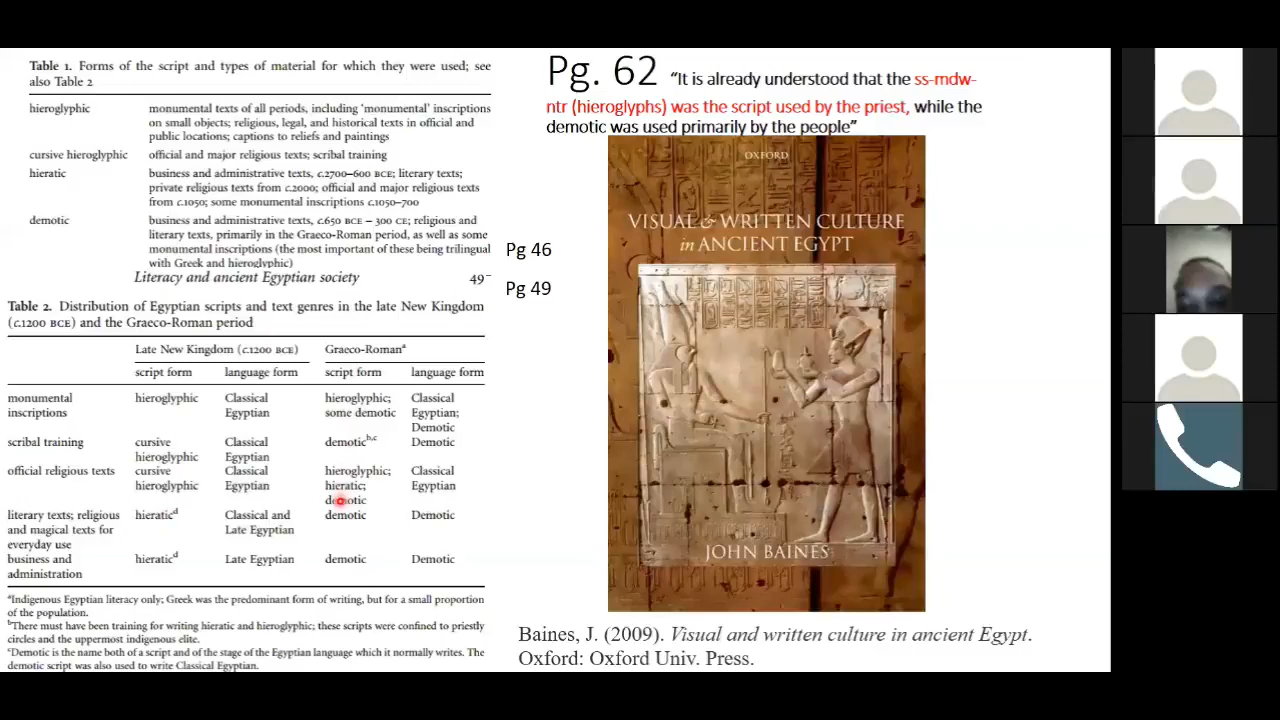 Table 1. Forms of the script and types of material for which they were used; see
also Table 2
hieroglyphic monumental texts of all periods, including 'monumental' inscriptions
on small objects; religious, legal, and historical texts in official and
public locations; captions to reliefs and paintings
cursive hieroglyphic official and major religious texts; scribal training
hieratic business and administrative texts, c.2700–600 BCE; literary texts;
private religious texts from c.2000; official and major religious texts
from c.1050; some monumental inscriptions c.1050–700
demotic business and administrative texts, c.650 BCE – 300 CE; religious and
literary texts, primarily in the Graeco-Roman period, as well as some
monumental inscriptions (the most important of these being trilingual
with Greek and hieroglyphic)
Literacy and ancient Egyptian society 49
Table 2. Distribution of Egyptian scripts and text genres in the late New Kingdom
(c.1200 BCE) and the Graeco-Roman period
Late New Kingdom (c.1200 BCE) Graeco-Romanᵃ
script form language form script form language form
monumental hieroglyphic Classical hieroglyphic; Classical
inscriptions Egyptian some demotic Egyptian;
Demotic
scribal training cursive Classical demoticᵇ,ᶜ Demotic
hieroglyphic Egyptian
official religious texts cursive Classical hieroglyphic; Classical
hieroglyphic Egyptian hieratic; Egyptian
demotic
literary texts; religious hieraticᵈ Classical and demotic Demotic
and magical texts for Late Egyptian
everyday use
business and hieraticᵈ Late Egyptian demotic Demotic
administration
ᵃIndigenous Egyptian literacy only; Greek was the predominant form of writing, but for a small proportion
of the population.
ᵇThere must have been training for writing hieratic and hieroglyphic; these scripts were confined to priestly
circles and the uppermost indigenous elite.
ᶜDemotic is the name both of a script and of the stage of the Egyptian language which it normally writes. The
demotic script was also used to write Classical Egyptian.
Pg 46
Pg 49
Pg. 62 "It is already understood that the ss-mdw-
ntr (hieroglyphs) was the script used by the priest, while the
demotic was used primarily by the people"
OXFORD
VISUAL & WRITTEN CULTURE
in ANCIENT EGYPT
JOHN BAINES
Baines, J. (2009). Visual and written culture in ancient Egypt.
Oxford: Oxford Univ. Press.